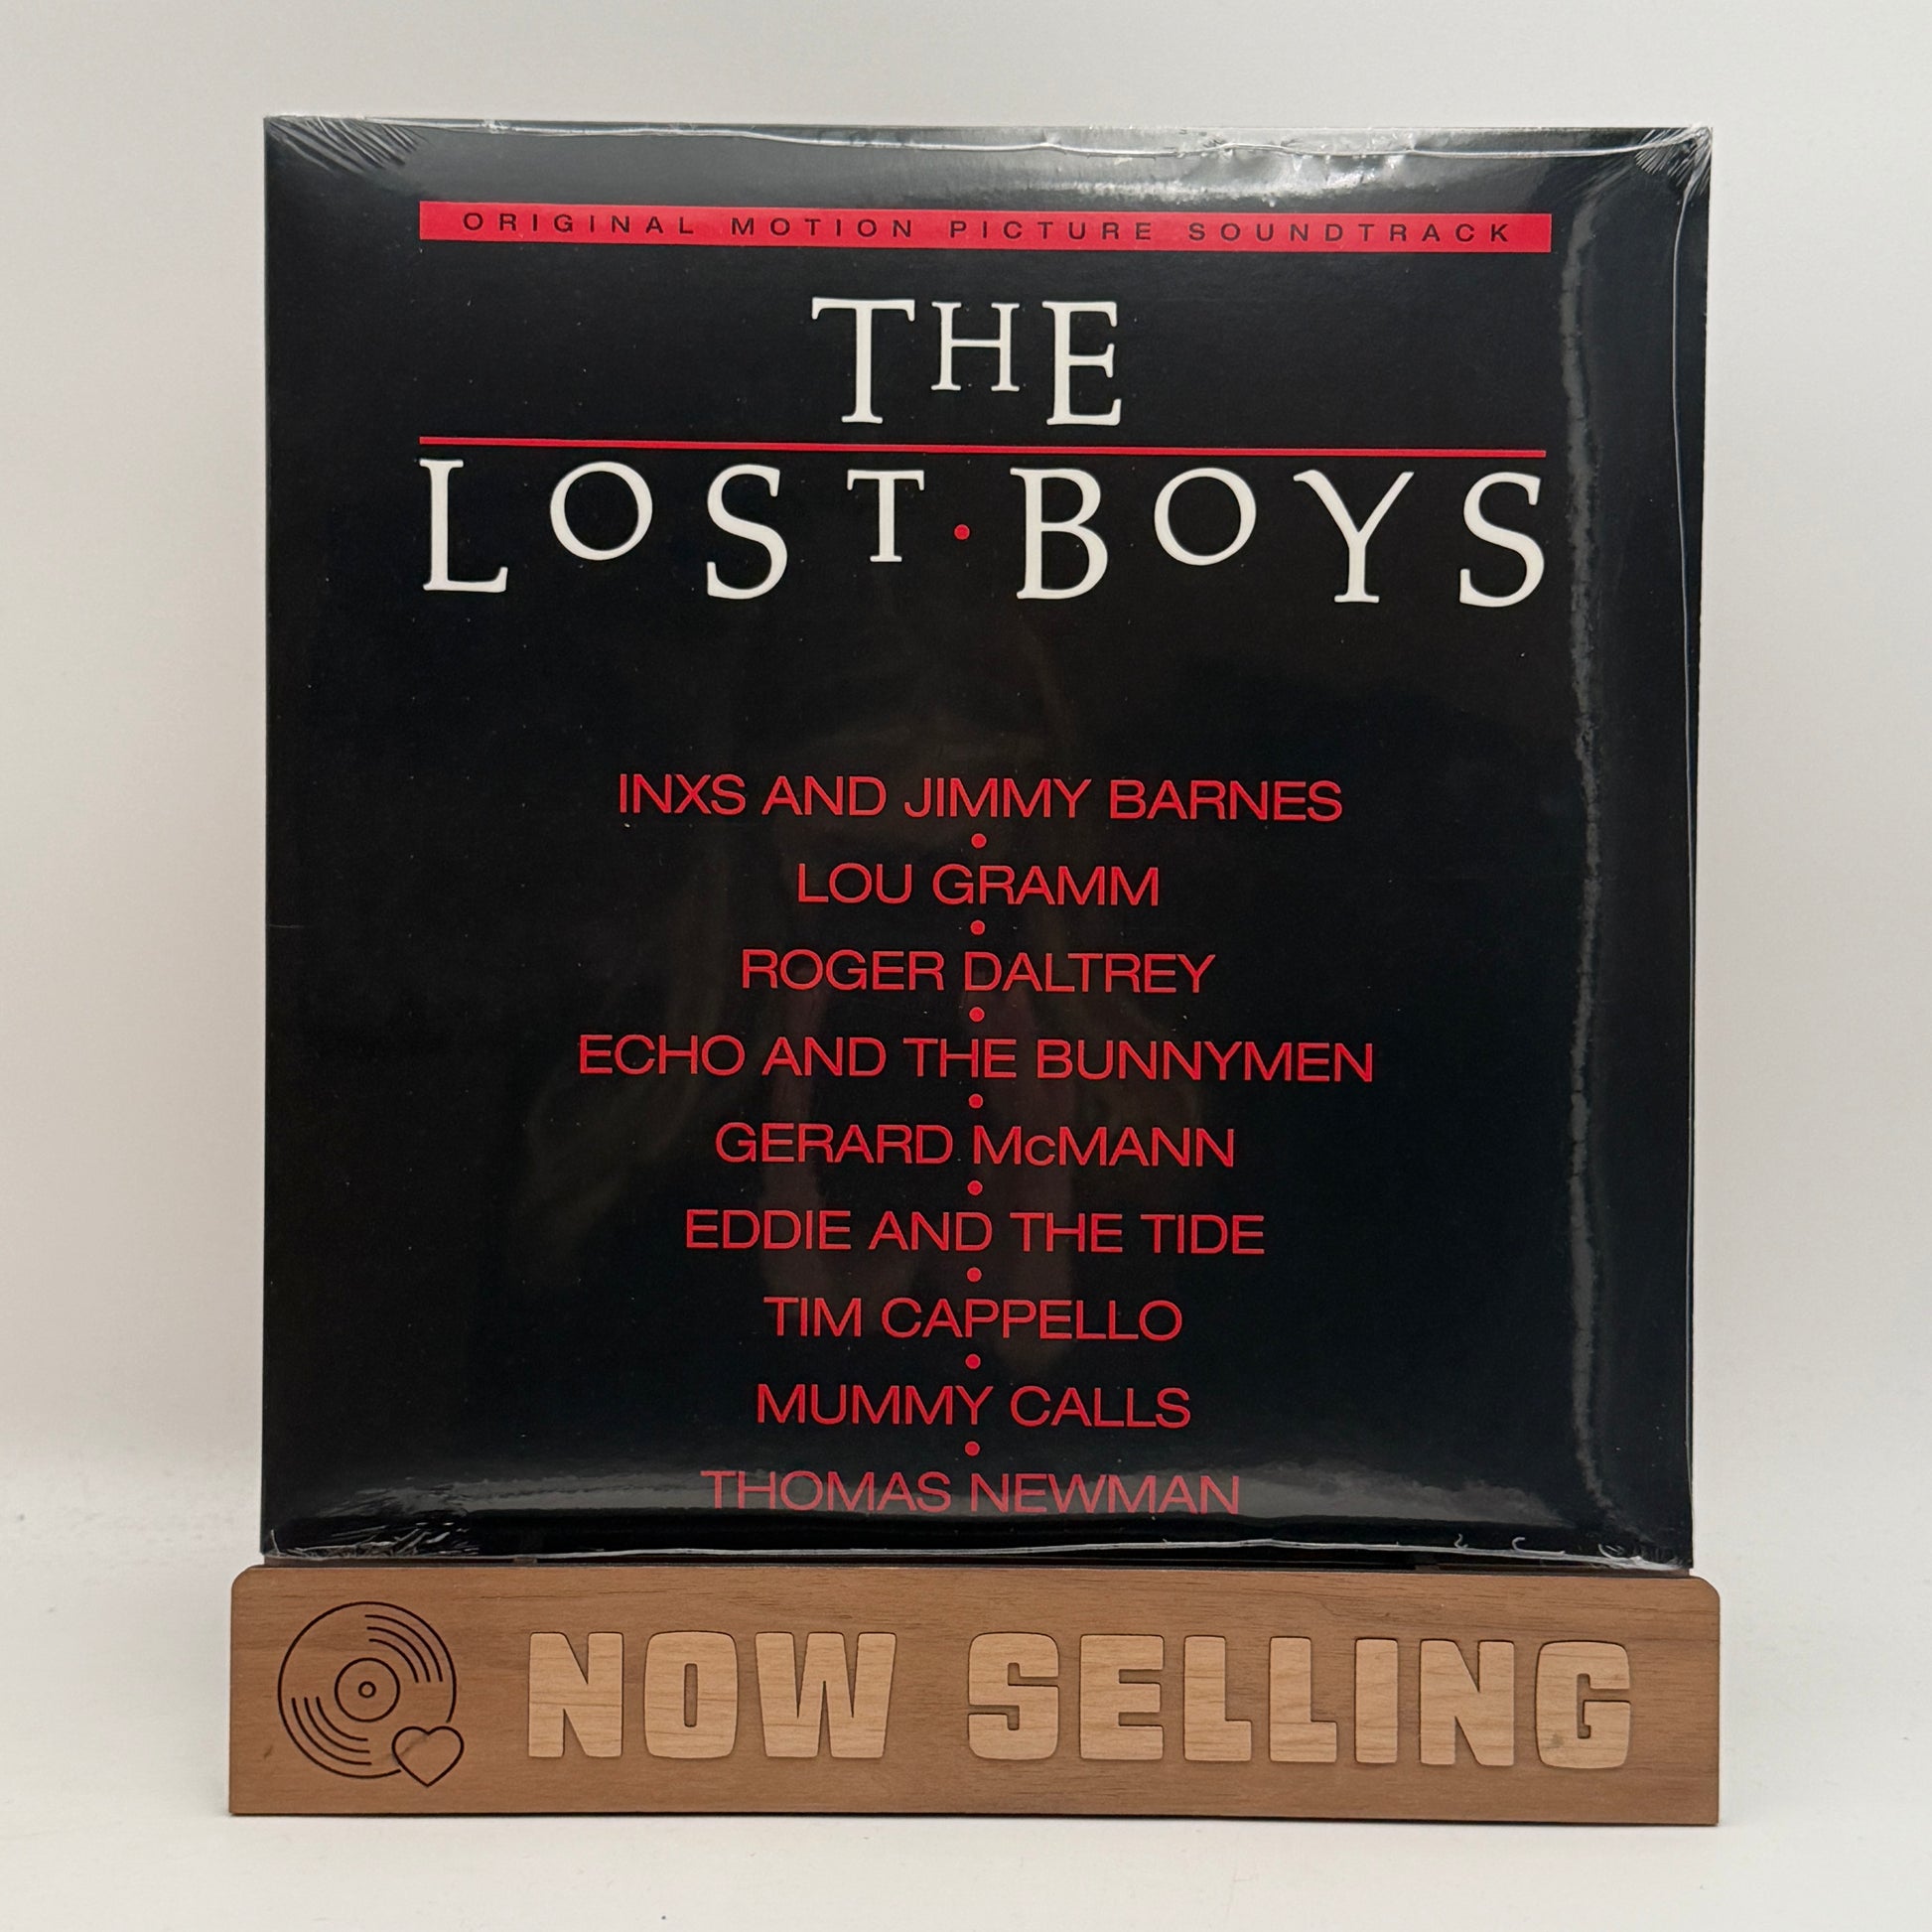 ORIGINAL MOTION PICTURE SOUNDTRACK
THE
LOST·BOYS
INXS AND JIMMY BARNES
•
LOU GRAMM
•
ROGER DALTREY
•
ECHO AND THE BUNNYMEN
•
GERARD McMANN
•
EDDIE AND THE TIDE
•
TIM CAPPELLO
•
MUMMY CALLS
•
THOMAS NEWMAN
NOW SELLING